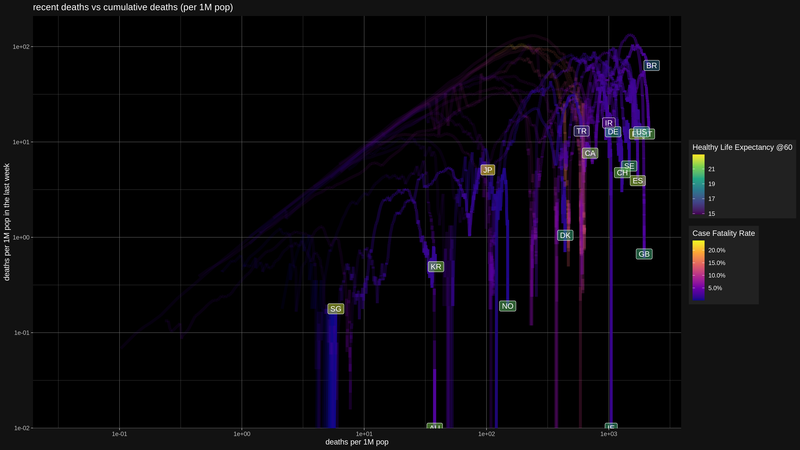 recent deaths vs cumulative deaths (per 1M pop)
1e+02
BR
IR
TR
DE
US
1e+01
CA
SE
JP
CH
ES
Healthy Life Expectancy @60
21
19
17
15
deaths per 1M pop in the last week
1e+00
DK
GB
KR
Case Fatality Rate
20.0%
15.0%
10.0%
5.0%
SG
NO
1e-01
1e-02
1e-01
1e+00
1e+01
1e+02
1e+03
deaths per 1M pop